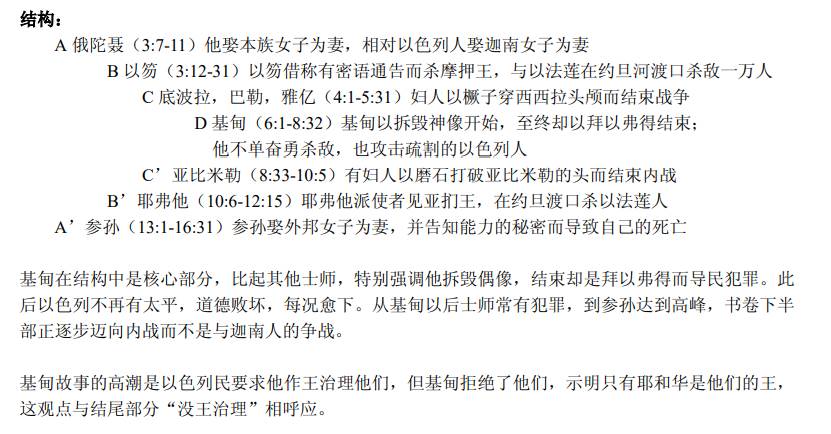 结构：
A 俄陀聂（3:7-11）他娶本族女子为妻，相对以色列人娶迦南女子为妻
B 以笏（3:12-31）以笏借称有密语通告而杀摩押王，与以法莲在约旦河渡口杀敌一万人
C 底波拉，巴勒，雅亿（4:1-5:31）妇人以橛子穿西西拉头颅而结束战争
D 基甸（6:1-8:32）基甸以拆毁神像开始，至终却以拜以弗得结束；
他不单奋勇杀敌，也攻击疏割的以色列人
C’亚比米勒（8:33-10:5）有妇人以磨石打破亚比米勒的头而结束内战
B’耶弗他（10:6-12:15）耶弗他派使者见亚扪王，在约旦渡口杀以法莲人
A’参孙（13:1-16:31）参孙娶外邦女子为妻，并告知能力的秘密而导致自己的死亡
基甸在结构中是核心部分，比起其他士师，特别强调他拆毁偶像，结束却是拜以弗得而导民犯罪。此
后以色列不再有太平，道德败坏，每况愈下。从基甸以后士师常有犯罪，到参孙达到高峰，书卷下半
部正逐步迈向内战而不是与迦南人的争战。
基甸故事的高潮是以色列民要求他作王治理他们，但基甸拒绝了他们，示明只有耶和华是他们的王，
这观点与结尾部分“没王治理”相呼应。